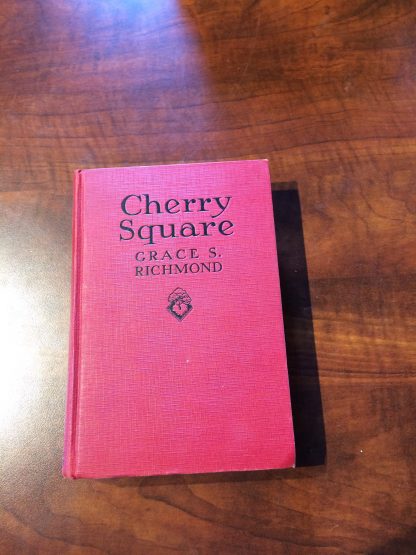 Cherry
Square
GRACE S.
RICHMOND